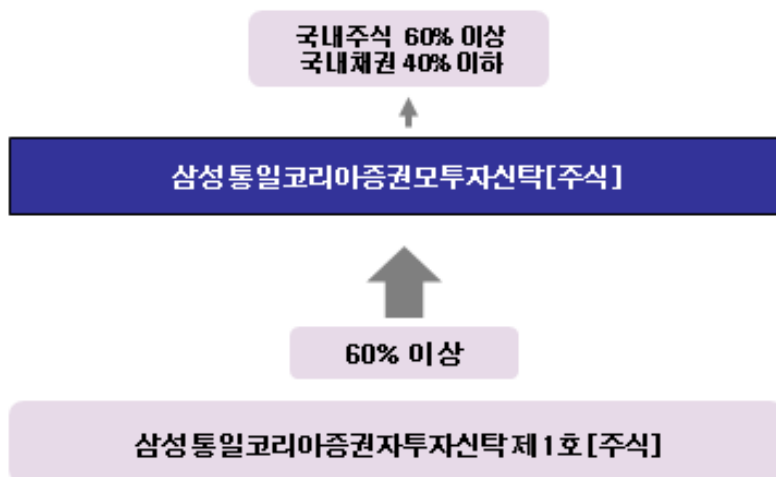 국내주식 60% 이상
국내채권 40% 이하
삼성통일코리아증권모투자신탁[주식]
60% 이상
삼성통일코리아증권자투자신탁 제1호[주식]